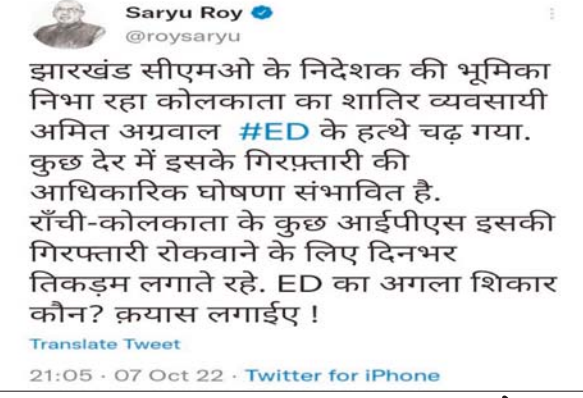 Saryu Roy
@roysaryu
झारखंड सीएमओ के निदेशक की भूमिका
निभा रहा कोलकाता का शातिर व्यवसायी
अमित अग्रवाल #ED के हत्थे चढ़ गया.
कुछ देर में इसके गिरफ़्तारी की
आधिकारिक घोषणा संभावित है.
राँची-कोलकाता के कुछ आईपीएस इसकी
गिरफ्तारी रोकवाने के लिए दिनभर
तिकड़म लगाते रहे. ED का अगला शिकार
कौन? क़यास लगाईए !
Translate Tweet
21:05 · 07 Oct 22 · Twitter for iPhone